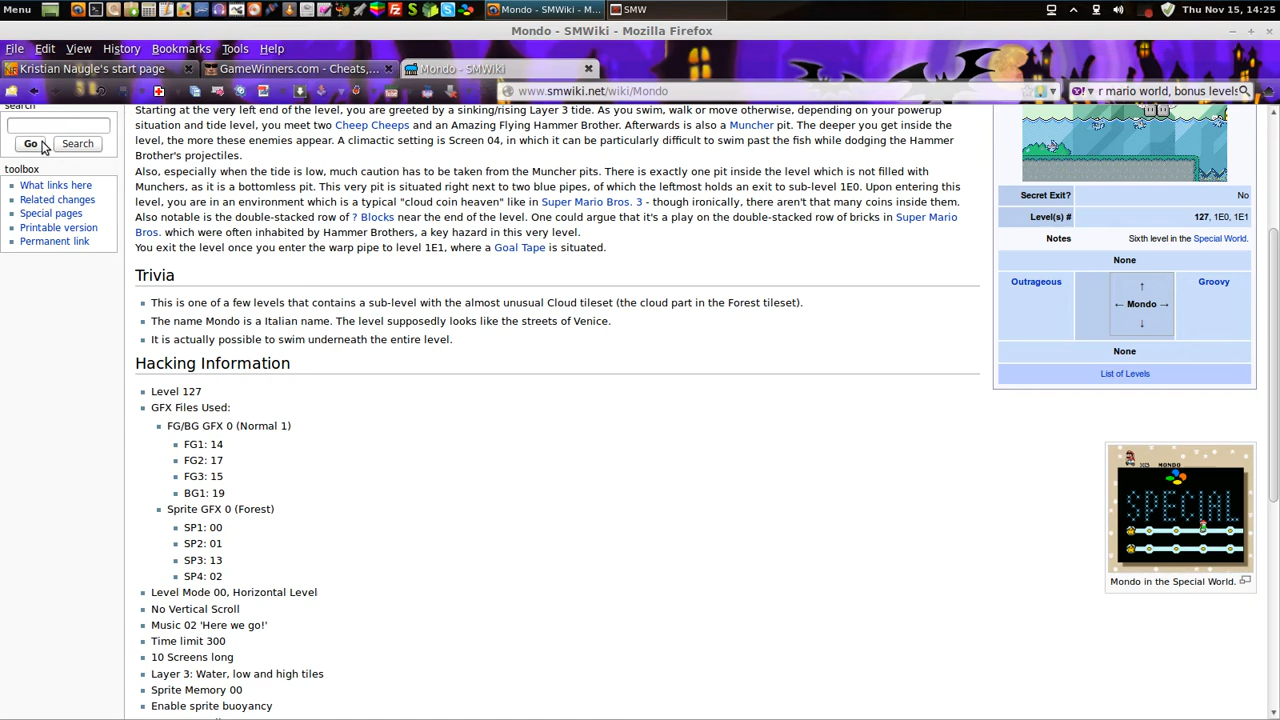 Menu Mondo - SMWiki - M... SMW Thu Nov 15, 14:25
Mondo - SMWiki - Mozilla Firefox
File Edit View History Bookmarks Tools Help
Kristian Naugle's start page GameWinners.com - Cheats,... Mondo - SMWiki
www.smwiki.net/wiki/Mondo r mario world, bonus levels
search
Go Search
toolbox
What links here
Related changes
Special pages
Printable version
Permanent link
Starting at the very left end of the level, you are greeted by a sinking/rising Layer 3 tide. As you swim, walk or move otherwise, depending on your powerup
situation and tide level, you meet two Cheep Cheeps and an Amazing Flying Hammer Brother. Afterwards is also a Muncher pit. The deeper you get inside the
level, the more these enemies appear. A climactic setting is Screen 04, in which it can be particularly difficult to swim past the fish while dodging the Hammer
Brother's projectiles.
Also, especially when the tide is low, much caution has to be taken from the Muncher pits. There is exactly one pit inside the level which is not filled with
Munchers, as it is a bottomless pit. This very pit is situated right next to two blue pipes, of which the leftmost holds an exit to sub-level 1E0. Upon entering this
level, you are in an environment which is a typical "cloud coin heaven" like in Super Mario Bros. 3 - though ironically, there aren't that many coins inside them.
Also notable is the double-stacked row of ? Blocks near the end of the level. One could argue that it's a play on the double-stacked row of bricks in Super Mario
Bros. which were often inhabited by Hammer Brothers, a key hazard in this very level.
You exit the level once you enter the warp pipe to level 1E1, where a Goal Tape is situated.
Trivia
This is one of a few levels that contains a sub-level with the almost unusual Cloud tileset (the cloud part in the Forest tileset).
The name Mondo is a Italian name. The level supposedly looks like the streets of Venice.
It is actually possible to swim underneath the entire level.
Hacking Information
Level 127
GFX Files Used:
FG/BG GFX 0 (Normal 1)
FG1: 14
FG2: 17
FG3: 15
BG1: 19
Sprite GFX 0 (Forest)
SP1: 00
SP2: 01
SP3: 13
SP4: 02
Level Mode 00, Horizontal Level
No Vertical Scroll
Music 02 'Here we go!'
Time limit 300
10 Screens long
Layer 3: Water, low and high tiles
Sprite Memory 00
Enable sprite buoyancy
Secret Exit? No
Level(s) # 127, 1E0, 1E1
Notes Sixth level in the Special World.
None
Outrageous ↑ Groovy
← Mondo →
↓
None
List of Levels
MONDO
SPECIAL
Mondo in the Special World.